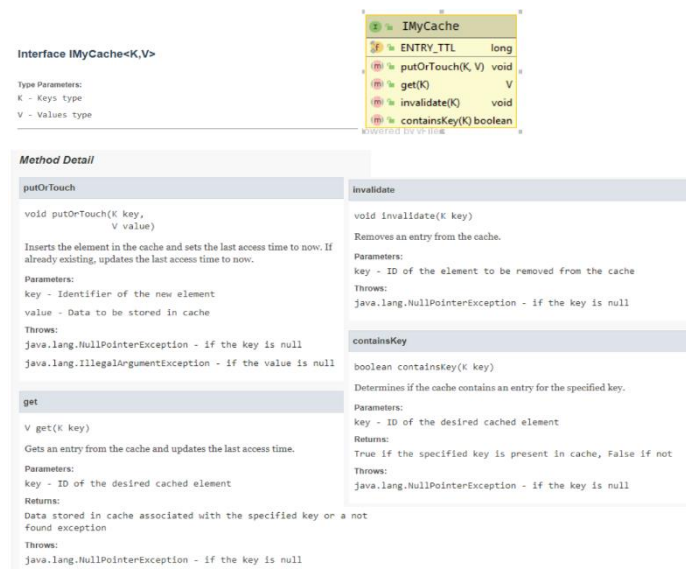 IMyCache
ENTRY_TTL long
putOrTouch(K, V) void
get(K) V
invalidate(K) void
containsKey(K) boolean
Interface IMyCache<K,V>
Type Parameters:
K - Keys type
V - Values type
Method Detail
putOrTouch
void putOrTouch(K key,
V value)
Inserts the element in the cache and sets the last access time to now. If
already existing, updates the last access time to now.
Parameters:
key - Identifier of the new element
value - Data to be stored in cache
Throws:
java.lang.NullPointerException - if the key is null
java.lang.IllegalArgumentException - if the value is null
get
V get(K key)
Gets an entry from the cache and updates the last access time.
Parameters:
key - ID of the desired cached element
Returns:
Data stored in cache associated with the specified key or a not
found exception
Throws:
java.lang.NullPointerException - if the key is null
invalidate
void invalidate(K key)
Removes an entry from the cache.
Parameters:
key - ID of the element to be removed from the cache
Throws:
java.lang.NullPointerException - if the key is null
containsKey
boolean containsKey(K key)
Determines if the cache contains an entry for the specified key.
Parameters:
key - ID of the desired cached element
Returns:
True if the specified key is present in cache, False if not
Throws:
java.lang.NullPointerException - if the key is null